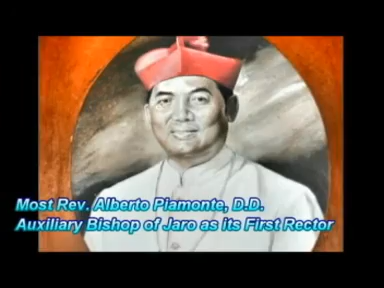 Most Rev. Alberto Piamonte, D.D.
Auxiliary Bishop of Jaro as its First Rector